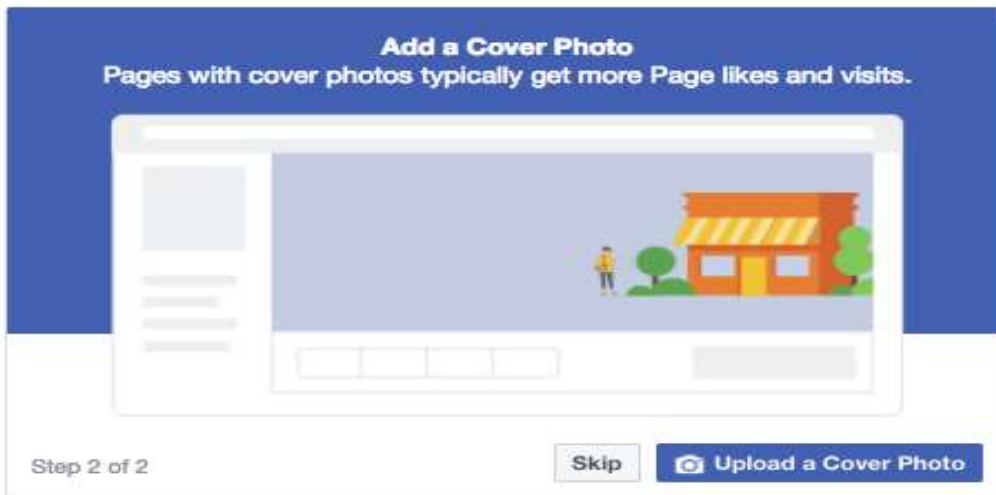 Add a Cover Photo
Pages with cover photos typically get more Page likes and visits.
Step 2 of 2
Skip
Upload a Cover Photo